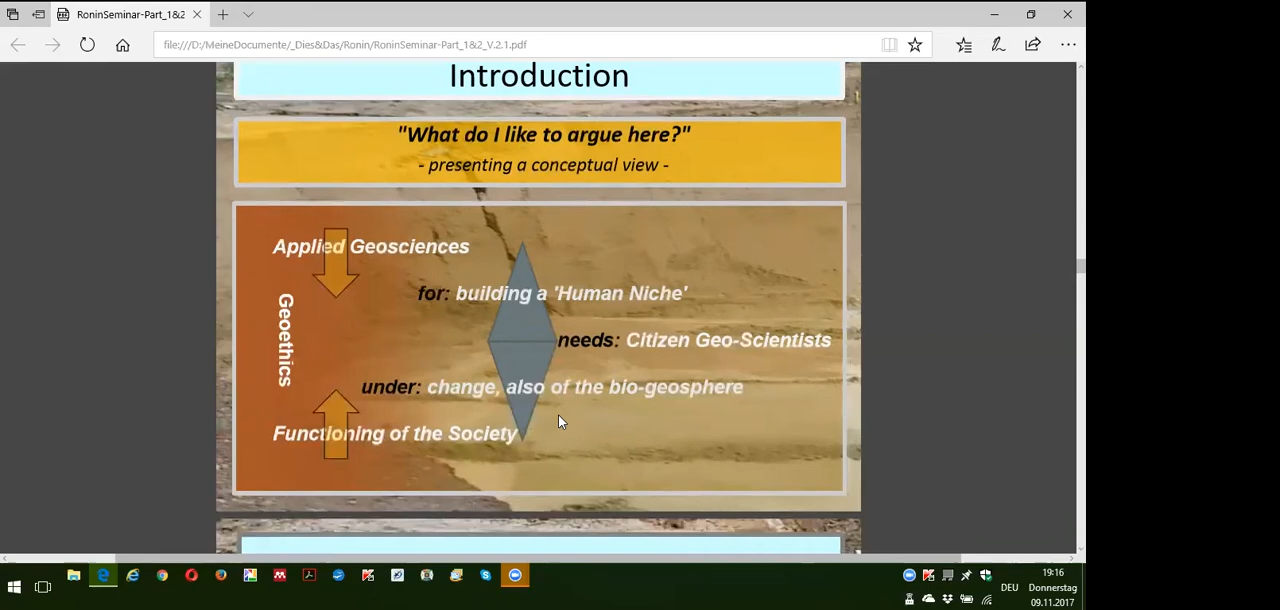 RoninSeminar-Part_1&2
file:///D:/MeineDocumente/_Dies&Das/Ronin/RoninSeminar-Part_1&2_V.2.1.pdf
Introduction
"What do I like to argue here?"
- presenting a conceptual view -
Applied Geosciences
for: building a 'Human Niche'
Geoethics
needs: Citizen Geo-Scientists
under: change, also of the bio-geosphere
Functioning of the Society
19:16
DEU Donnerstag
09.11.2017